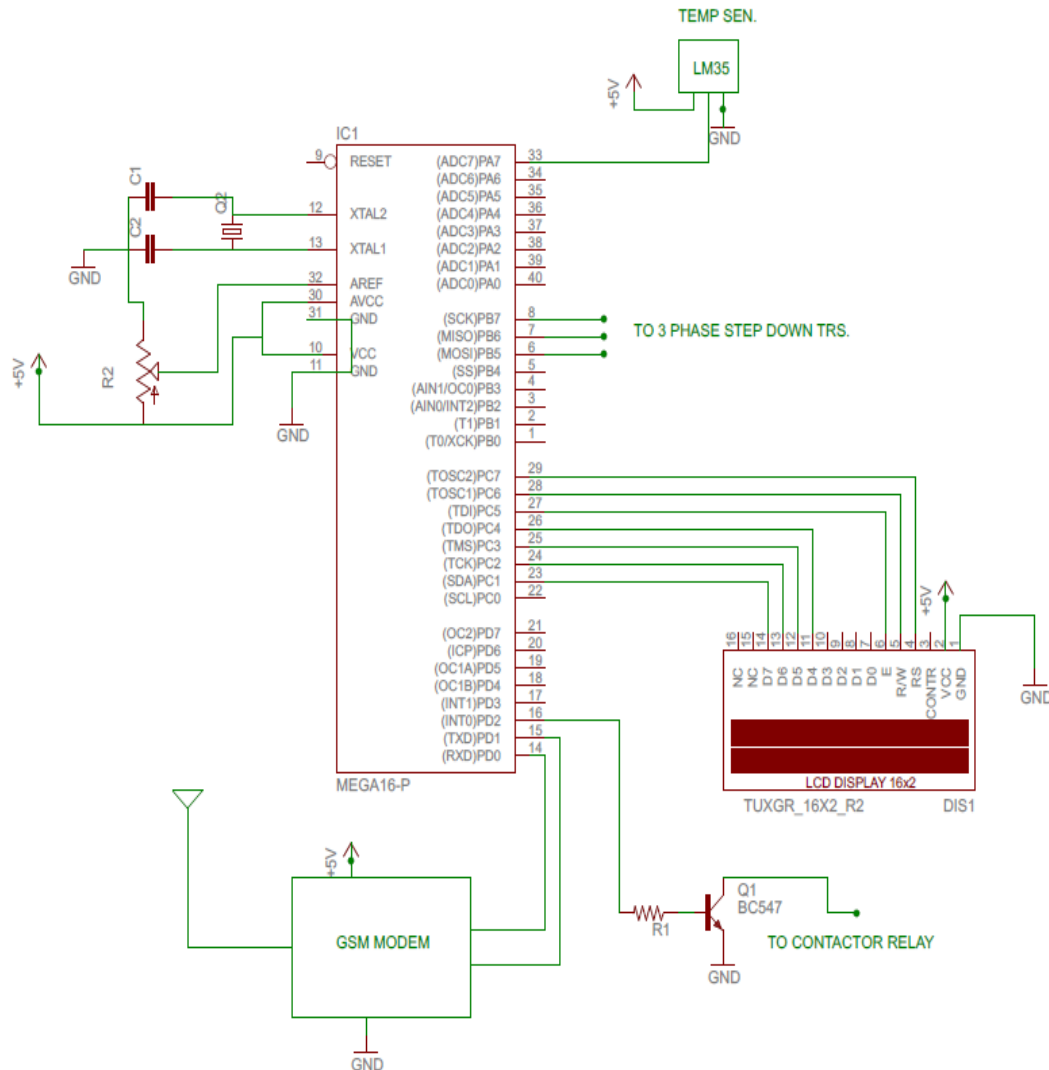 TEMP SEN.
LM35
+5V
GND
IC1
9 RESET
12 XTAL2
13 XTAL1
32 AREF
30 AVCC
31 GND
10 VCC
11 GND
(ADC7)PA7 33
(ADC6)PA6 34
(ADC5)PA5 35
(ADC4)PA4 36
(ADC3)PA3 37
(ADC2)PA2 38
(ADC1)PA1 39
(ADC0)PA0 40
(SCK)PB7 8
(MISO)PB6 7
(MOSI)PB5 6
(SS)PB4 5
(AIN1/OC0)PB3 4
(AIN0/INT2)PB2 3
(T1)PB1 2
(T0/XCK)PB0 1
(TOSC2)PC7 29
(TOSC1)PC6 28
(TDI)PC5 27
(TDO)PC4 26
(TMS)PC3 25
(TCK)PC2 24
(SDA)PC1 23
(SCL)PC0 22
(OC2)PD7 21
(ICP)PD6 20
(OC1A)PD5 19
(OC1B)PD4 18
(INT1)PD3 17
(INT0)PD2 16
(TXD)PD1 15
(RXD)PD0 14
MEGA16-P
C1
C2
Q2
GND
+5V
R2
GND
TO 3 PHASE STEP DOWN TRS.
+5V
16 15 14 13 12 11 10 9 8 7 6 5 4 3 2 1
NC NC D7 D6 D5 D4 D3 D2 D1 D0 E R/W RS CONTR VCC GND
GND
LCD DISPLAY 16x2
TUXGR_16X2_R2 DIS1
+5V
GSM MODEM
GND
R1
Q1
BC547
GND
TO CONTACTOR RELAY